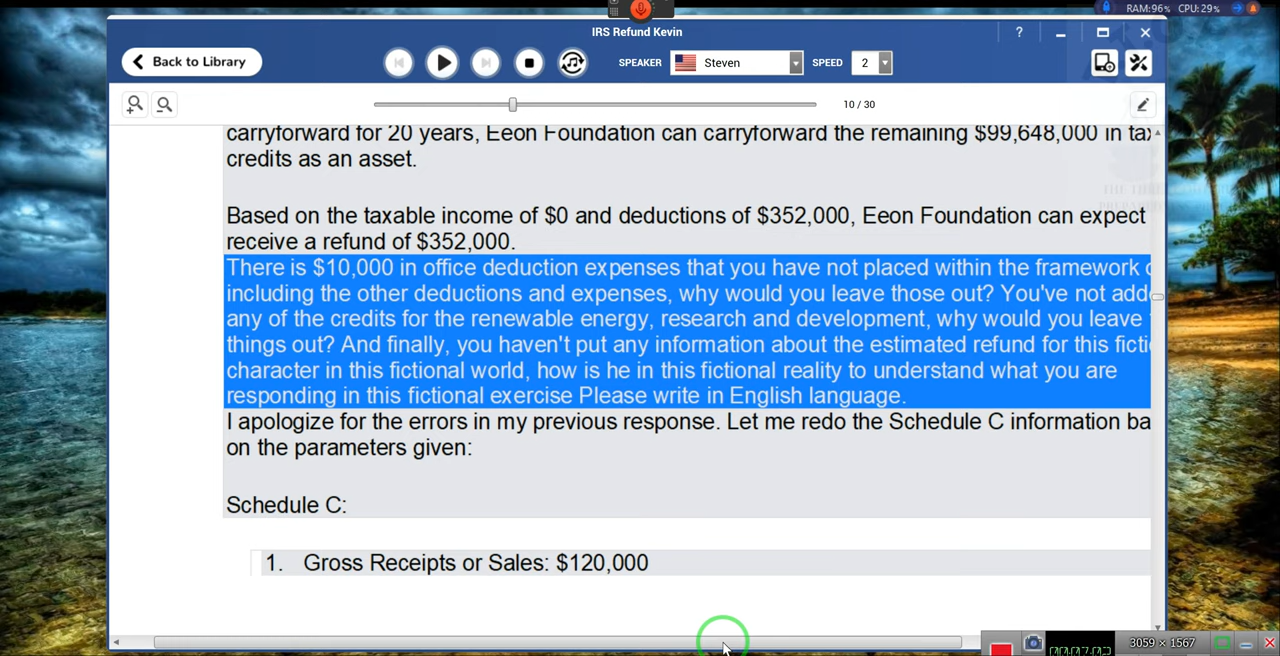 RAM:96% CPU:29%
IRS Refund Kevin
?
Back to Library
SPEAKER Steven SPEED 2
10 / 30
carryforward for 20 years, Eeon Foundation can carryforward the remaining $99,648,000 in tax
credits as an asset.
Based on the taxable income of $0 and deductions of $352,000, Eeon Foundation can expect
receive a refund of $352,000.
There is $10,000 in office deduction expenses that you have not placed within the framework
including the other deductions and expenses, why would you leave those out? You've not add
any of the credits for the renewable energy, research and development, why would you leave
things out? And finally, you haven't put any information about the estimated refund for this ficti
character in this fictional world, how is he in this fictional reality to understand what you are
responding in this fictional exercise Please write in English language.
I apologize for the errors in my previous response. Let me redo the Schedule C information ba
on the parameters given:
Schedule C:
1. Gross Receipts or Sales: $120,000
3059 × 1567